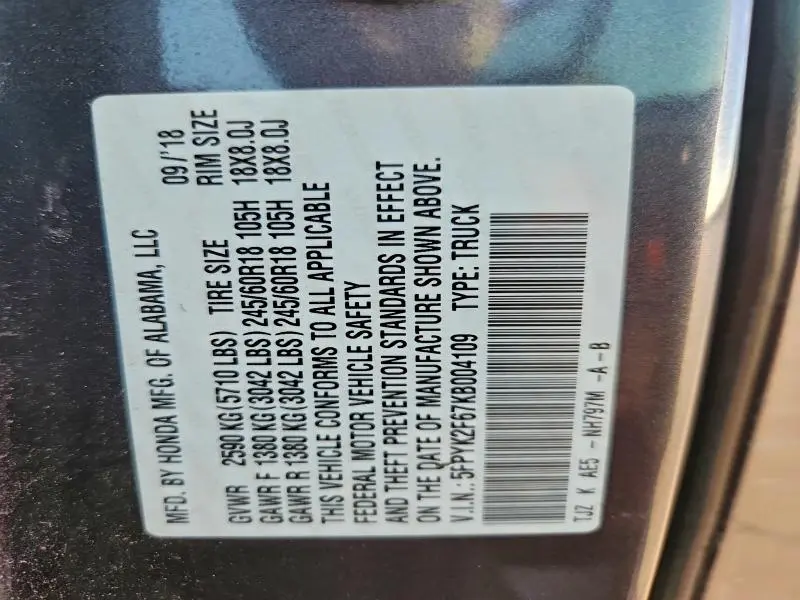 MFD. BY HONDA MFG. OF ALABAMA, LLC 09/'18
GVWR 2590 KG (5710 LBS) TIRE SIZE RIM SIZE
GAWR F 1380 KG (3042 LBS) 245/60R18 105H 18X8.0J
GAWR R 1380 KG (3042 LBS) 245/60R18 105H 18X8.0J
THIS VEHICLE CONFORMS TO ALL APPLICABLE
FEDERAL MOTOR VEHICLE SAFETY
AND THEFT PREVENTION STANDARDS IN EFFECT
ON THE DATE OF MANUFACTURE SHOWN ABOVE.
V.I.N.: 5FPYK2F67KB004109 TYPE: TRUCK
TJZ K AE5 - NH797M -A -B